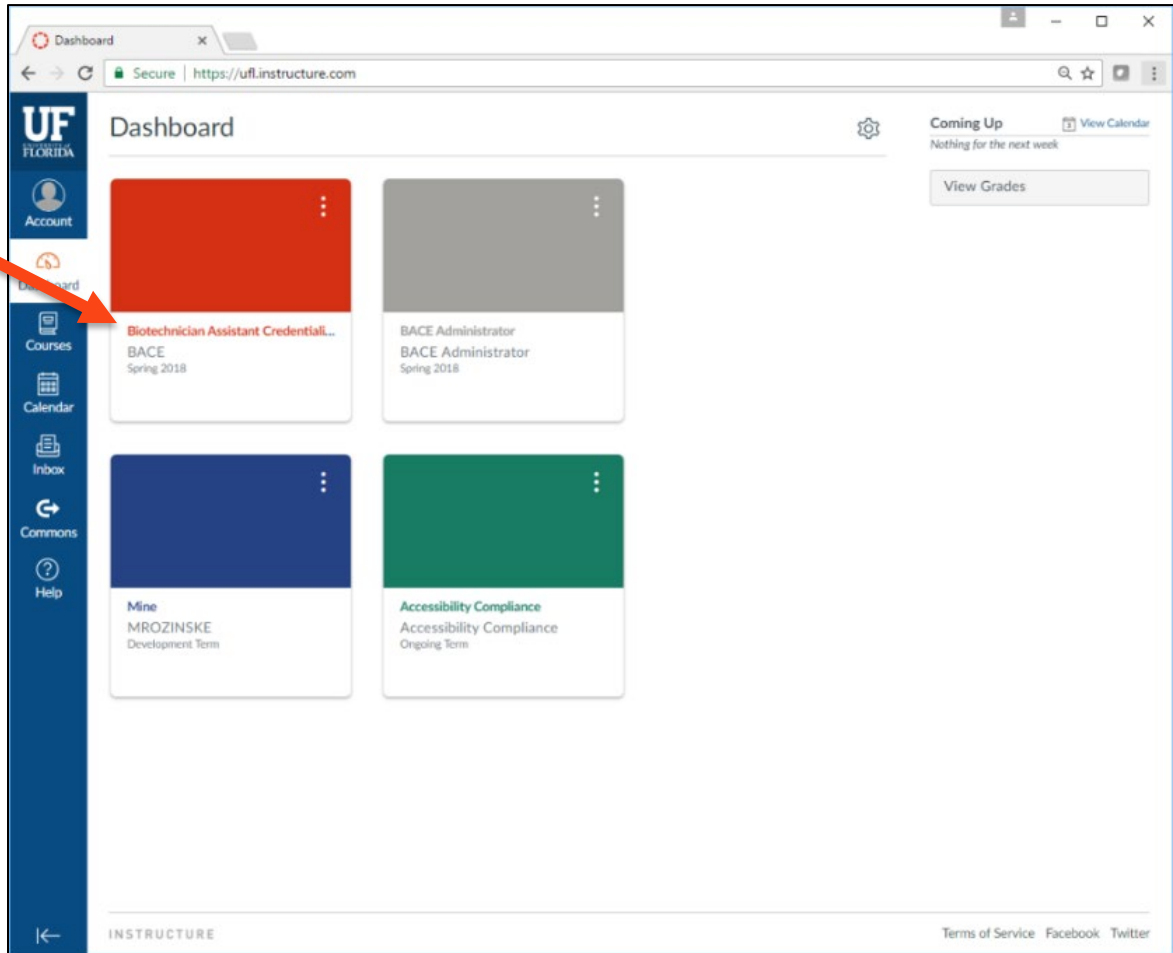 Dashboard
Secure | https://ufl.instructure.com
UF
UNIVERSITY of
FLORIDA
Account
Dashboard
Courses
Calendar
Inbox
Commons
Help
Dashboard
Biotechnician Assistant Credentiali...
BACE
Spring 2018
BACE Administrator
BACE Administrator
Spring 2018
Mine
MROZINSKE
Development Term
Accessibility Compliance
Accessibility Compliance
Ongoing Term
Coming Up
View Calendar
Nothing for the next week
View Grades
INSTRUCTURE
Terms of Service Facebook Twitter